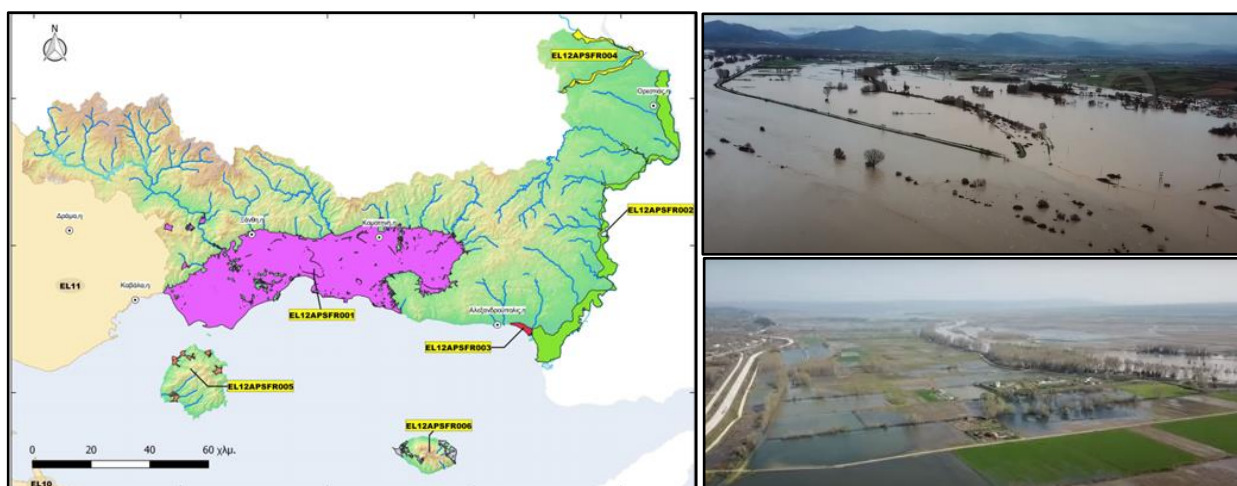 EL12APSFR004
Ορεστιάς,η
EL12APSFR002
Δράμα,η
Ξάνθη,η
Κομοτηνή,η
EL11
Καβάλα,η
EL12APSFR001
Αλεξανδρούπολις,η
EL12APSFR003
EL12APSFR005
EL12APSFR006
0 20 40 60 χλμ.
EL10